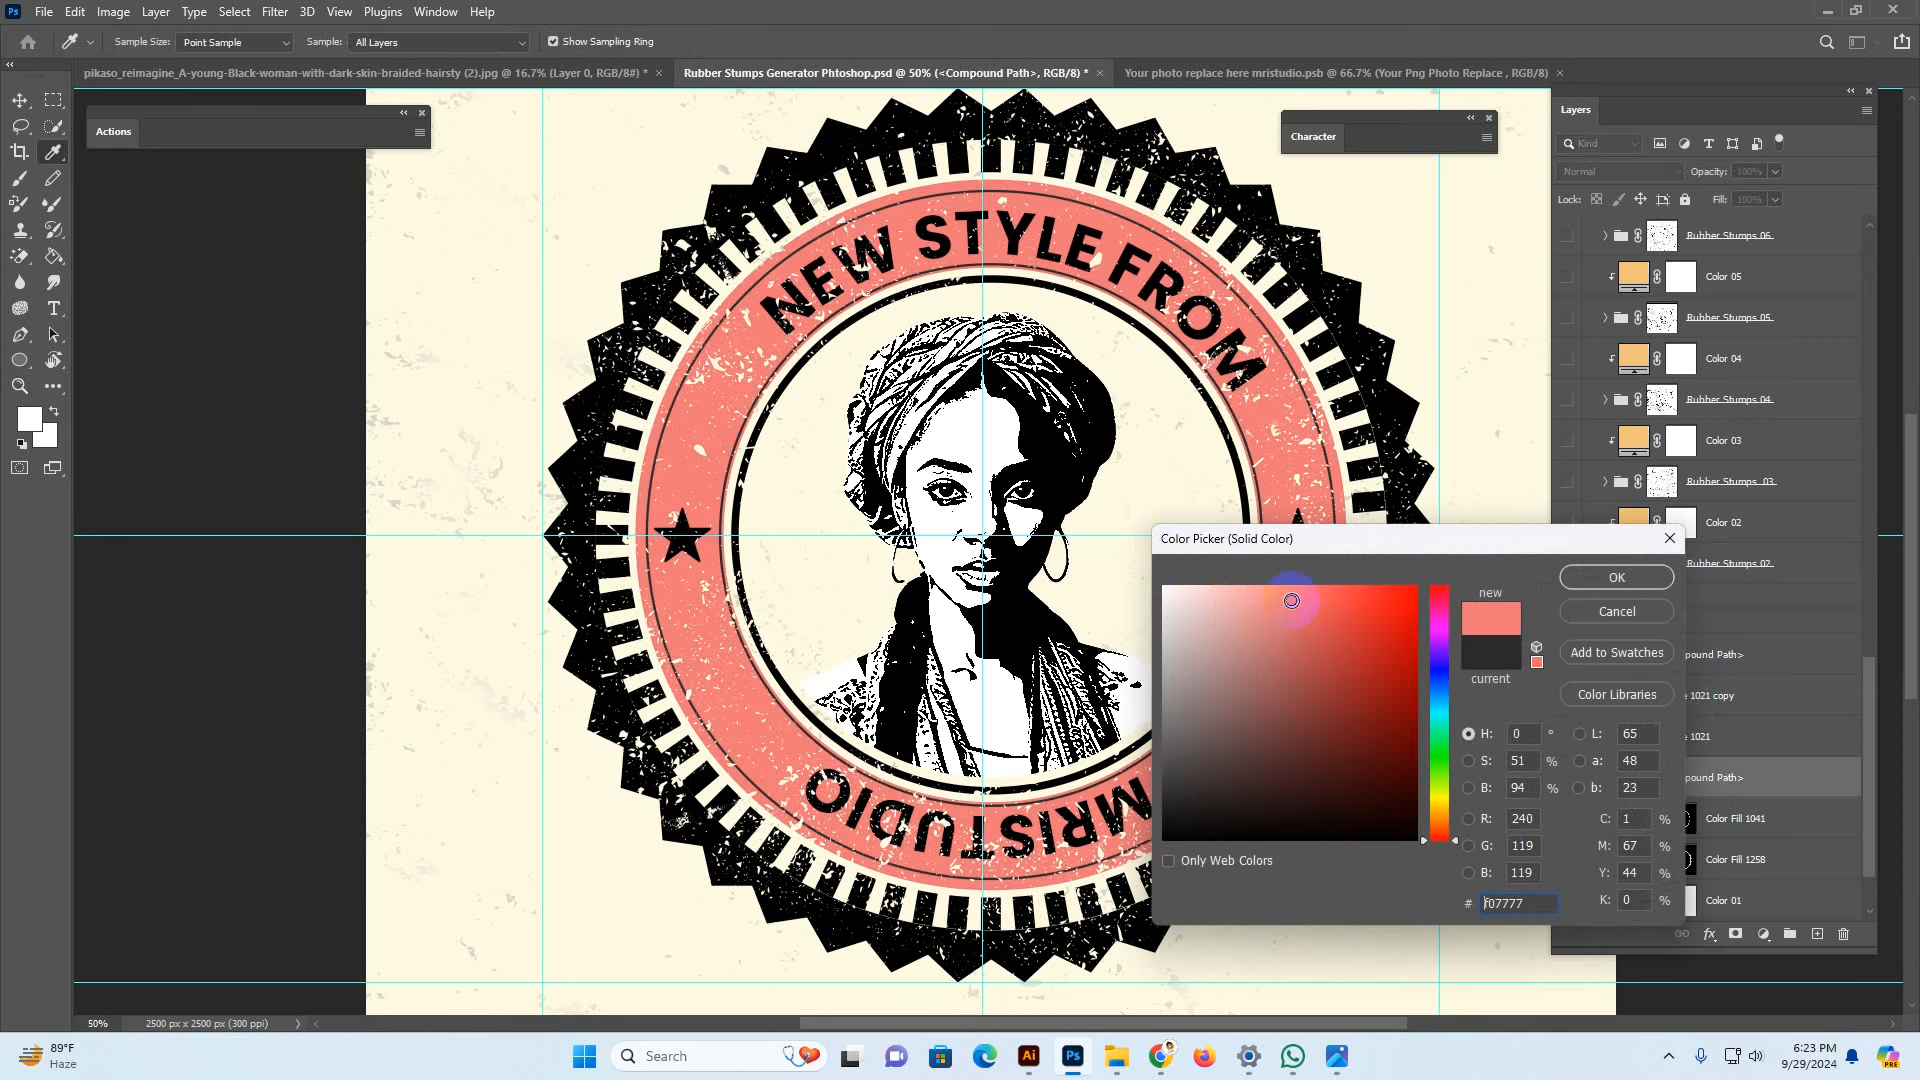 Ps File Edit Image Layer Type Select Filter 3D View Plugins Window Help
Sample Size: Point Sample Sample: All Layers Show Sampling Ring
pikaso_reimagine_A-young-Black-woman-with-dark-skin-braided-hairsty (2).jpg @ 16.7% (Layer 0, RGB/8#) *
Rubber Stumps Generator Phtoshop.psd @ 50% (<Compound Path>, RGB/8) *
Your photo replace here mristudio.psb @ 66.7% (Your Png Photo Replace , RGB/8)
Actions
Character
Layers
Kind
Normal Opacity: 100%
Lock: Fill: 100%
Rubber Stumps 06
Color 05
Rubber Stumps 05
Color 04
Rubber Stumps 04
Color 03
Rubber Stumps 03
Color 02
Rubber Stumps 02
ound Path>
e 1021 copy
e 1021
ound Path>
Color Fill 1041
Color Fill 1258
Color 01
NEW STYLE FROM
MRISTUDIO
Color Picker (Solid Color)
new
current
OK
Cancel
Add to Swatches
Color Libraries
H: 0 ° L: 65
S: 51 % a: 48
B: 94 % b: 23
R: 240 C: 1 %
G: 119 M: 67 %
B: 119 Y: 44 %
# f07777 K: 0 %
Only Web Colors
50% 2500 px x 2500 px (300 ppi)
89°F
Haze
Search
Ai
Ps
6:23 PM
9/29/2024
PRE